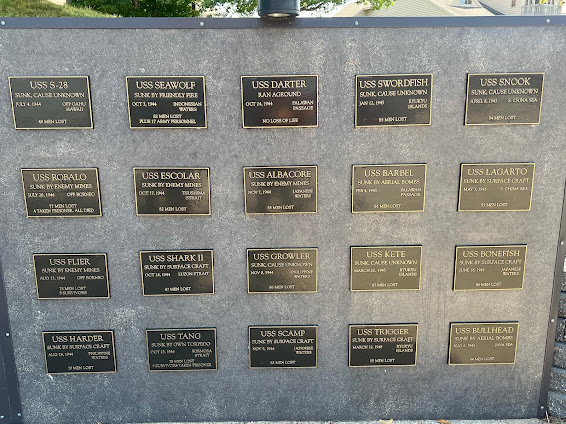 USS S-28
SUNK, CAUSE UNKNOWN
JULY 4, 1944 OFF OAHU
HAWAII
49 MEN LOST
USS ROBALO
SUNK BY ENEMY MINES
JULY 26, 1944 OFF BORNEO
77 MEN LOST
4 TAKEN PRISONER, ALL DIED
USS FLIER
SUNK BY ENEMY MINES
AUG 13, 1944 OFF BORNEO
78 MEN LOST
8 SURVIVORS
USS HARDER
SUNK BY SURFACE CRAFT
AUG 24, 1944 PHILIPPINE
WATERS
79 MEN LOST
USS SEAWOLF
SUNK BY FRIENDLY FIRE
OCT 3, 1944 INDONESIAN
WATERS
83 MEN LOST
PLUS 17 ARMY PERSONNEL
USS ESCOLAR
SUNK BY ENEMY MINES
OCT 17, 1944 TSUSHIMA
STRAIT
82 MEN LOST
USS SHARK II
SUNK BY SURFACE CRAFT
OCT 24, 1944 LUZON STRAIT
87 MEN LOST
USS TANG
SUNK BY OWN TORPEDO
OCT 25, 1944 FORMOSA
STRAIT
78 MEN LOST
9 SURVIVORS TAKEN PRISONER
USS DARTER
RAN AGROUND
OCT 24, 1944 PALAWAN
PASSAGE
NO LOSS OF LIFE
USS ALBACORE
SUNK BY ENEMY MINES
NOV 7, 1944 JAPANESE
WATERS
USS GROWLER
SUNK, CAUSE UNKNOWN
NOV 8, 1944 PHILIPPINE
WATERS
86 MEN LOST
USS SCAMP
SUNK BY SURFACE CRAFT
NOV 9, 1944 JAPANESE
WATERS
83 MEN LOST
USS SWORDFISH
SUNK, CAUSE UNKNOWN
JAN 12, 1945 RYUKYU
ISLANDS
MEN LOST
USS BARBEL
SUNK BY AERIAL BOMBS
FEB 4, 1945 PALAWAN
PASSAGE
81 MEN LOST
USS KETE
SUNK, CAUSE UNKNOWN
MARCH 20, 1945 RYUKYU
ISLANDS
87 MEN LOST
USS TRIGGER
SUNK BY SURFACE CRAFT
MARCH 28, 1945 RYUKYU
ISLANDS
MEN LOST
USS SNOOK
SUNK, CAUSE UNKNOWN
APRIL 8, 1945 S. CHINA SEA
84 MEN LOST
USS LAGARTO
SUNK BY SURFACE CRAFT
MAY 3, 1945 S. CHINA SEA
MEN LOST
USS BONEFISH
SUNK BY SURFACE CRAFT
JUNE 18, 1945 JAPANESE
WATERS
85 MEN LOST
USS BULLHEAD
SUNK BY AERIAL BOMBS
AUG 6, 1945 JAVA SEA
84 MEN LOST